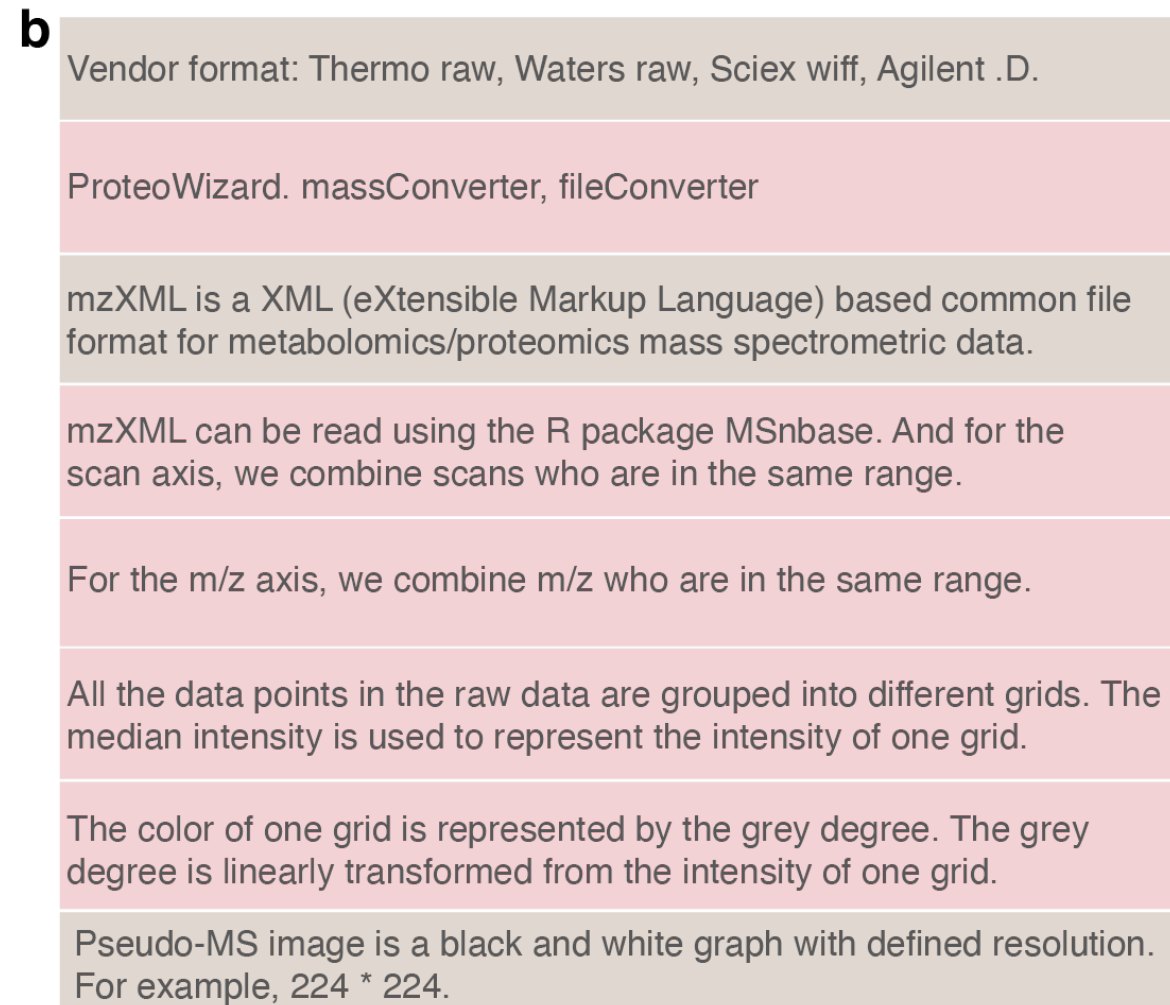 b
Vendor format: Thermo raw, Waters raw, Sciex wiff, Agilent .D.
ProteoWizard. massConverter, fileConverter
mzXML is a XML (eXtensible Markup Language) based common file
format for metabolomics/proteomics mass spectrometric data.
mzXML can be read using the R package MSnbase. And for the
scan axis, we combine scans who are in the same range.
For the m/z axis, we combine m/z who are in the same range.
All the data points in the raw data are grouped into different grids. The
median intensity is used to represent the intensity of one grid.
The color of one grid is represented by the grey degree. The grey
degree is linearly transformed from the intensity of one grid.
Pseudo-MS image is a black and white graph with defined resolution.
For example, 224 * 224.